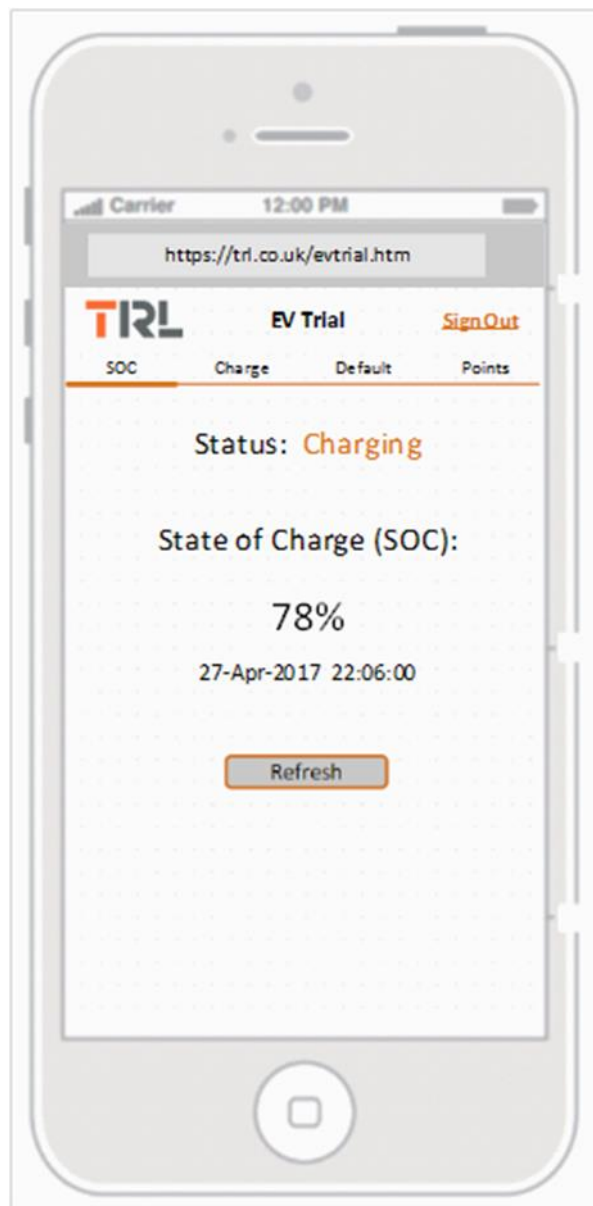 Carrier 12:00 PM
https://trl.co.uk/evtrial.htm
TRL EV Trial Sign Out
SOC Charge Default Points
Status: Charging
State of Charge (SOC):
78%
27-Apr-2017 22:06:00
Refresh